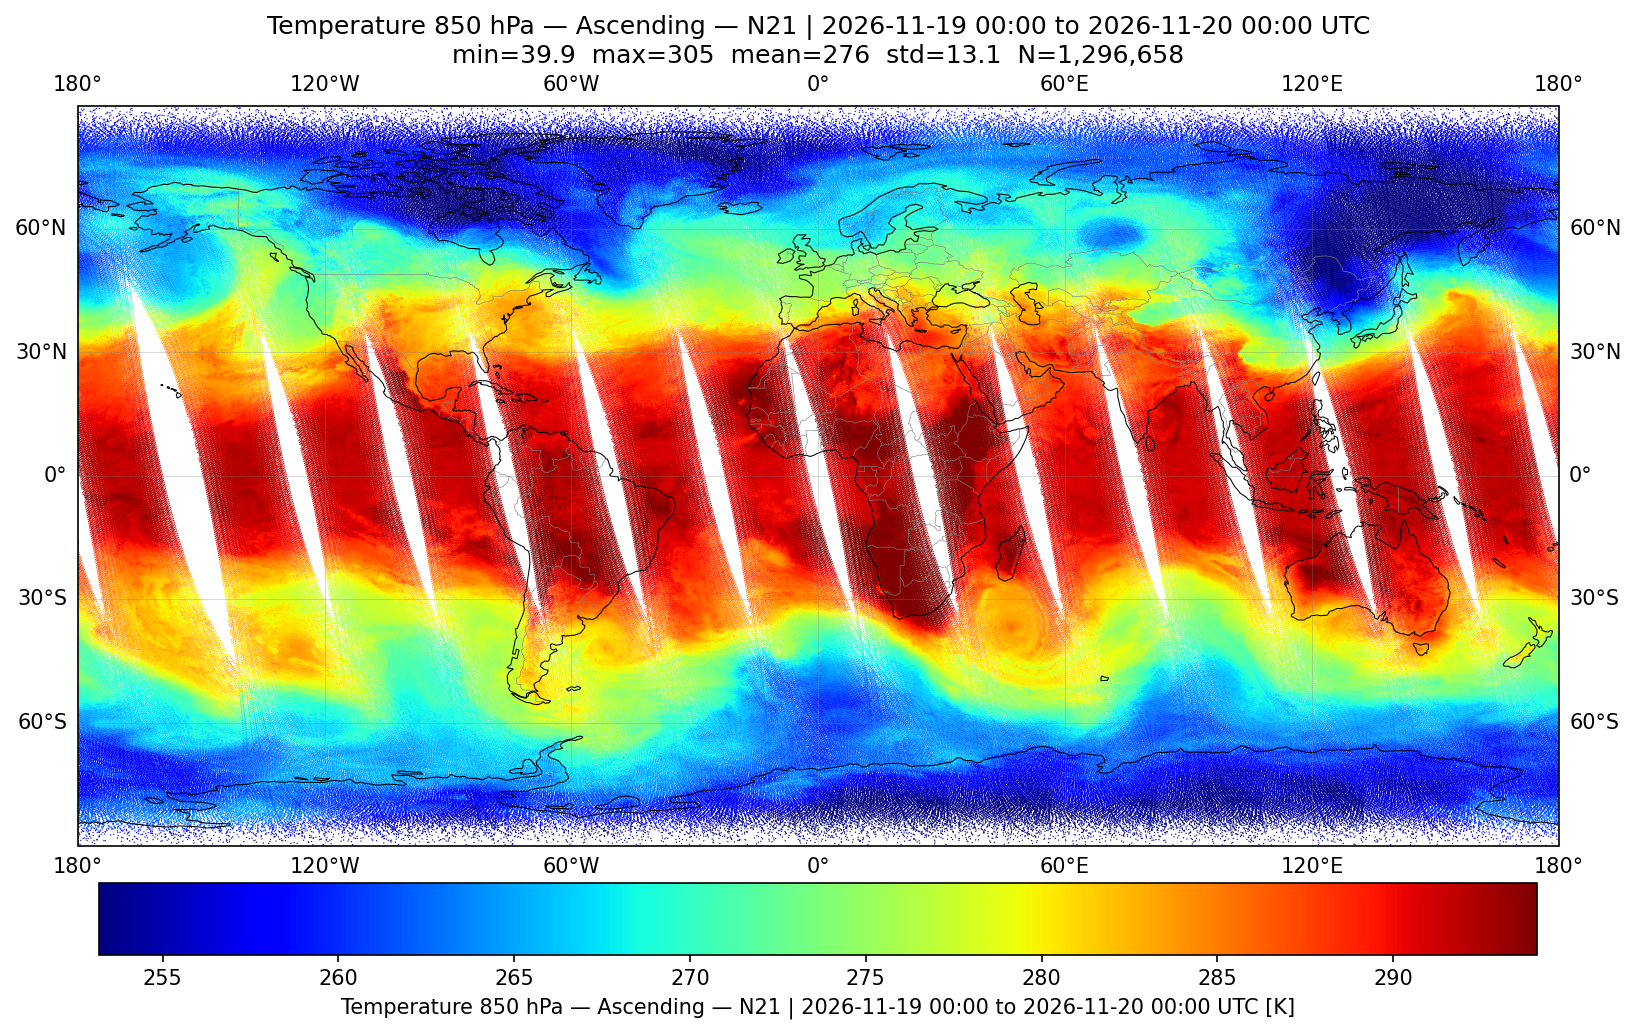 Temperature 850 hPa — Ascending — N21 | 2026-11-19 00:00 to 2026-11-20 00:00 UTC
min=39.9  max=305  mean=276  std=13.1  N=1,296,658
180° 120°W 60°W 0° 60°E 120°E 180°
60°N 60°N
30°N 30°N
0° 0°
30°S 30°S
60°S 60°S
180° 120°W 60°W 0° 60°E 120°E 180°
255 260 265 270 275 280 285 290
Temperature 850 hPa — Ascending — N21 | 2026-11-19 00:00 to 2026-11-20 00:00 UTC [K]